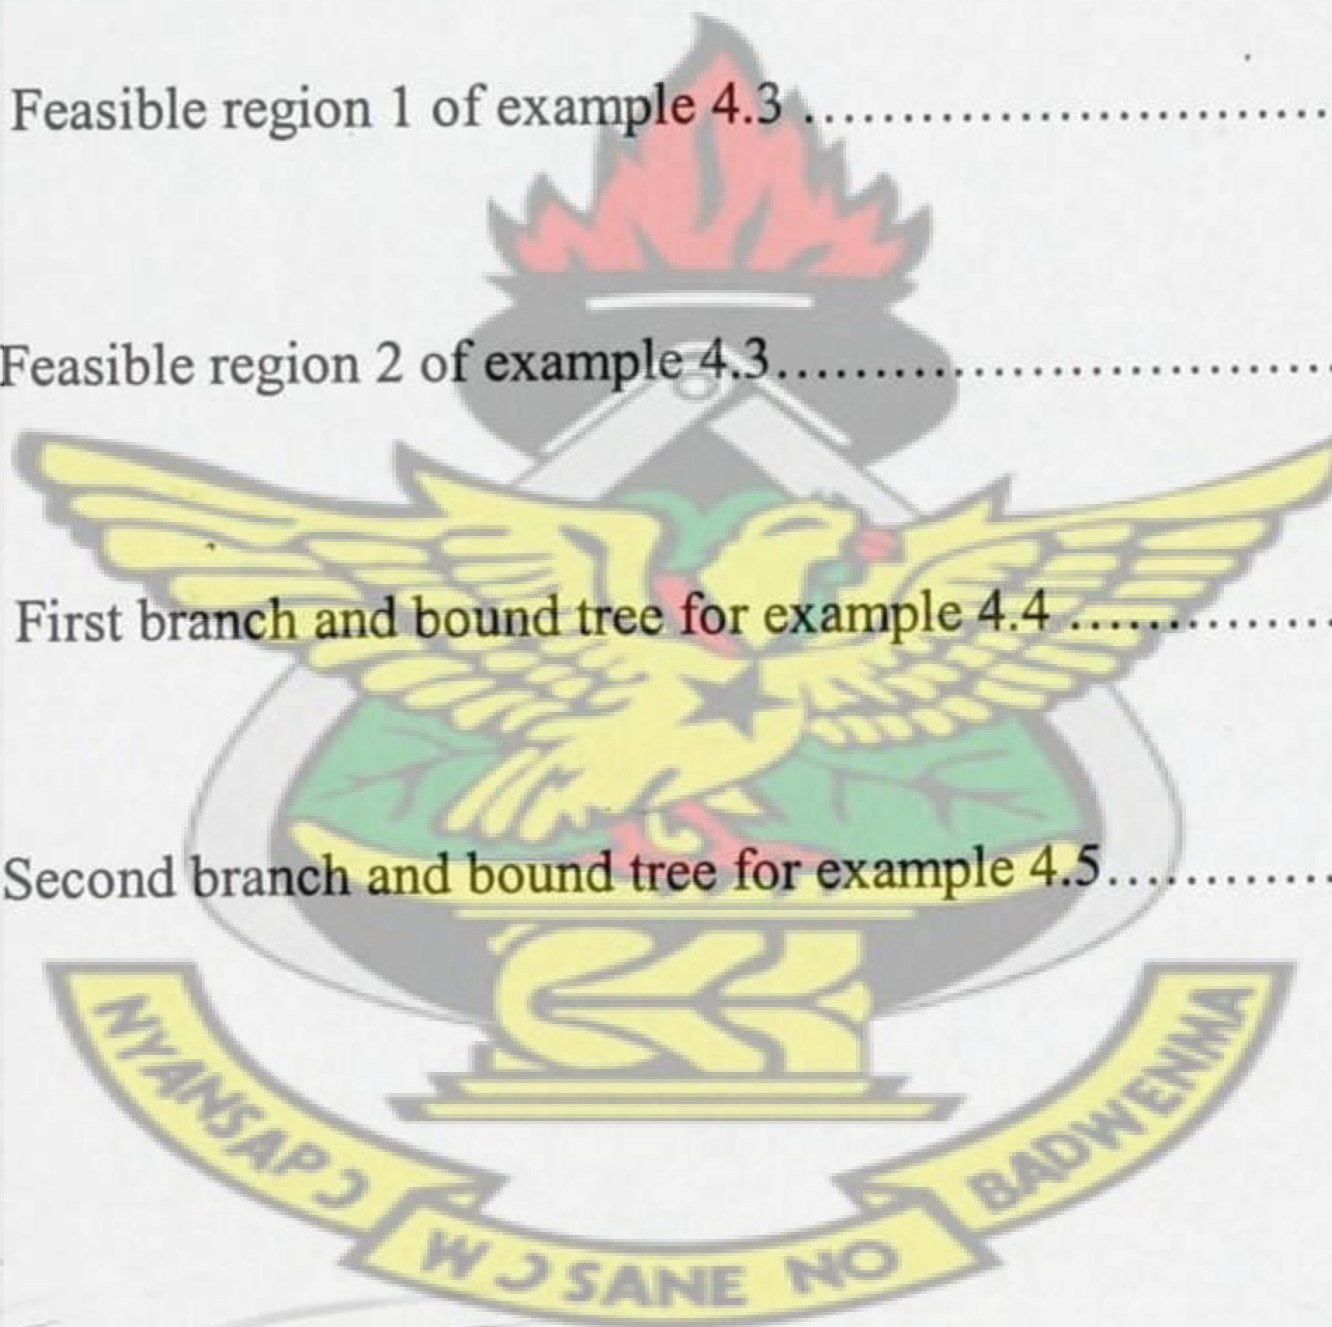 Feasible region 1 of example 4.3 ...........................
Feasible region 2 of example 4.3.............................
First branch and bound tree for example 4.4 .............
Second branch and bound tree for example 4.5............
NYANSAPƆ
WƆSANE NO
BADWENMA